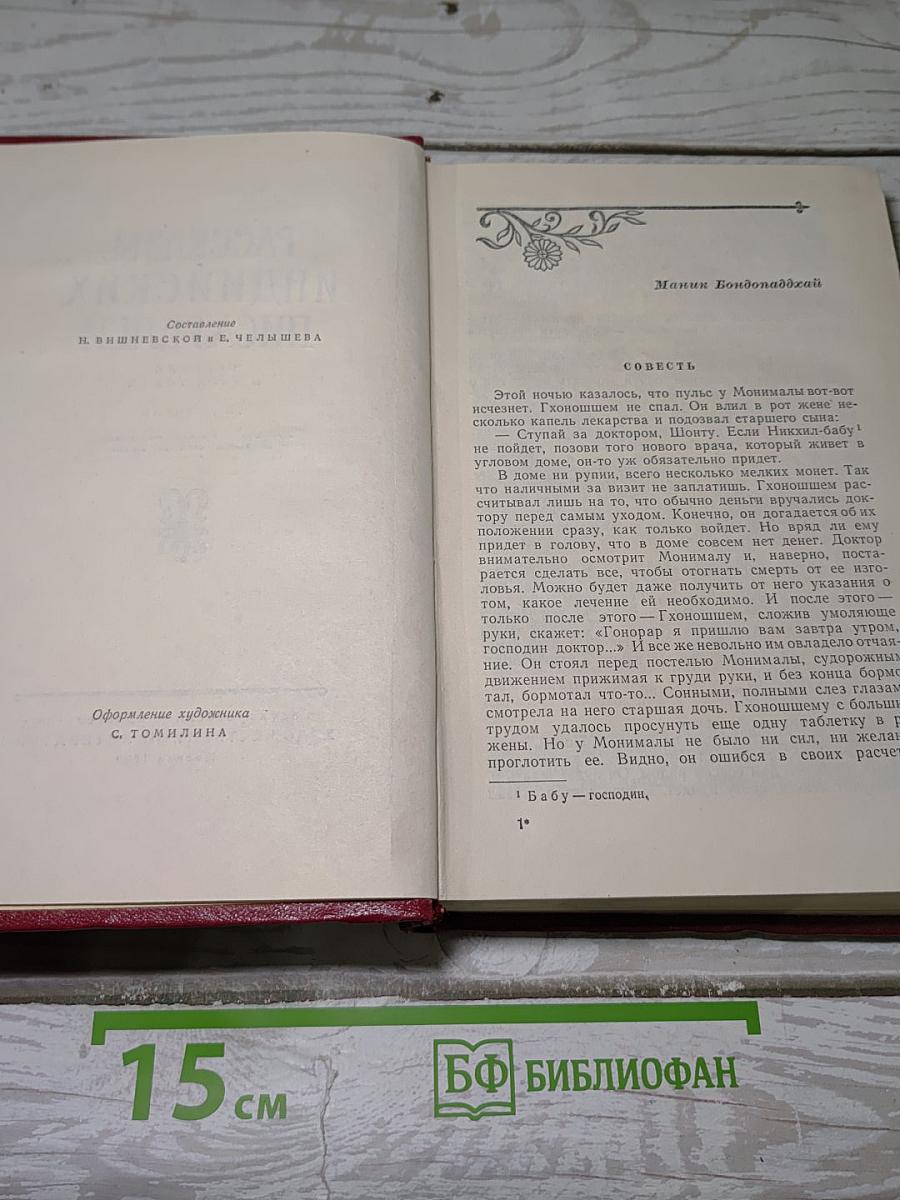 Составление
Н. ВИШНЕВСКОЙ и Е. ЧЕЛЫШЕВА
Оформление художника
С. ТОМИЛИНА
Маник Бондопаддхай
СОВЕСТЬ
Этой ночью казалось, что пульс у Монималы вот-вот
исчезнет. Гхоношшем не спал. Он влил в рот жене не-
сколько капель лекарства и подозвал старшего сына:
— Ступай за доктором, Шонту. Если Никхил-бабу¹
не пойдет, позови того нового врача, который живет в
угловом доме, он-то уж обязательно придет.
В доме ни рупии, всего несколько мелких монет. Так
что наличными за визит не заплатишь. Гхоношшем рас-
считывал лишь на то, что обычно деньги вручались док-
тору перед самым уходом. Конечно, он догадается об их
положении сразу, как только войдет. Но вряд ли ему
придет в голову, что в доме совсем нет денег. Доктор
внимательно осмотрит Монималу и, наверно, поста-
рается сделать все, чтобы отогнать смерть от ее изго-
ловья. Можно будет даже получить от него указания о
том, какое лечение ей необходимо. И после этого —
только после этого — Гхоношшем, сложив умоляюще
руки, скажет: «Гонорар я пришлю вам завтра утром,
господин доктор...» И все же невольно им овладело отчая-
ние. Он стоял перед постелью Монималы, судорожным
движением прижимая к груди руки, и без конца бормо
тал, бормотал что-то... Сонными, полными слез глазам
смотрела на него старшая дочь. Гхоношшему с больши
трудом удалось просунуть еще одну таблетку в р
жены. Но у Монималы не было ни сил, ни желан
проглотить ее. Видно, он ошибся в своих расчет
¹ Бабу — господин.
1*
15 см
БФ БИБЛИОФАН